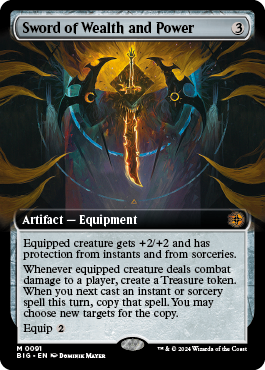 Sword of Wealth and Power 3
Artifact — Equipment
Equipped creature gets +2/+2 and has
protection from instants and from sorceries.
Whenever equipped creature deals combat
damage to a player, create a Treasure token.
When you next cast an instant or sorcery
spell this turn, copy that spell. You may
choose new targets for the copy.
Equip 2
M 0091
BIG • EN Dominik Mayer
™ & © 2024 Wizards of the Coast